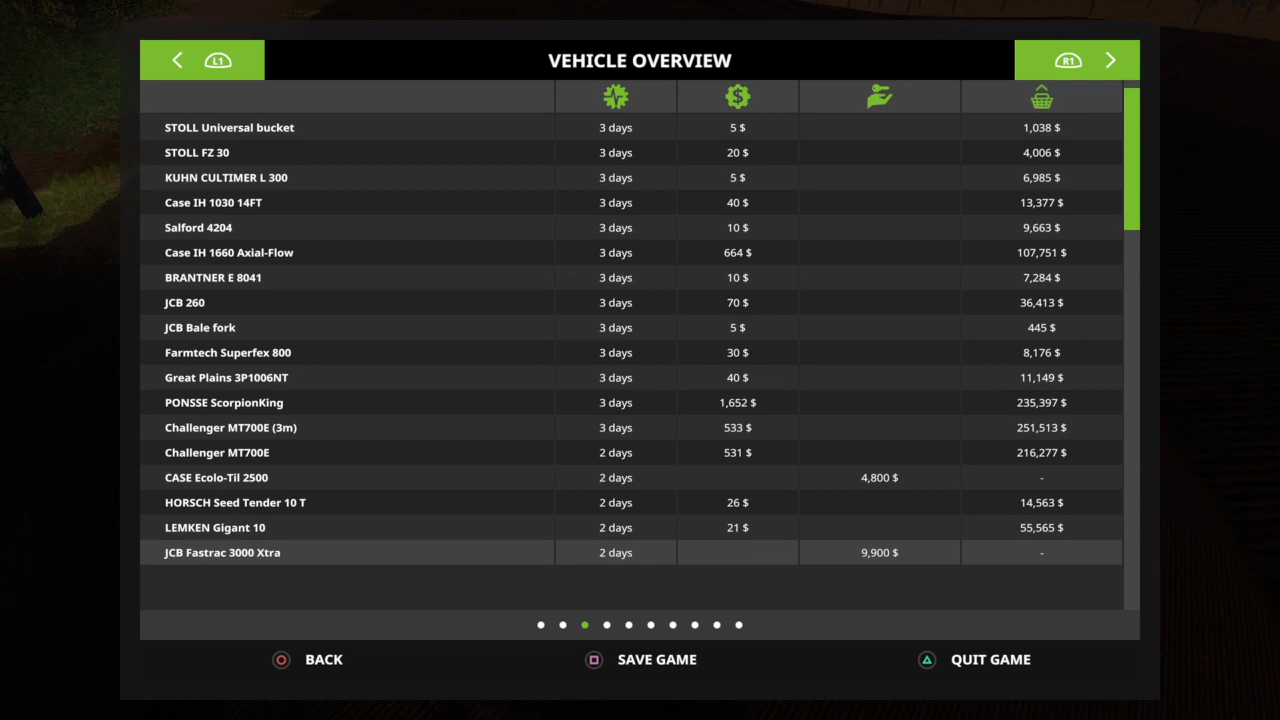 L1 VEHICLE OVERVIEW R1
STOLL Universal bucket 3 days 5 $ 1,038 $
STOLL FZ 30 3 days 20 $ 4,006 $
KUHN CULTIMER L 300 3 days 5 $ 6,985 $
Case IH 1030 14FT 3 days 40 $ 13,377 $
Salford 4204 3 days 10 $ 9,663 $
Case IH 1660 Axial-Flow 3 days 664 $ 107,751 $
BRANTNER E 8041 3 days 10 $ 7,284 $
JCB 260 3 days 70 $ 36,413 $
JCB Bale fork 3 days 5 $ 445 $
Farmtech Superfex 800 3 days 30 $ 8,176 $
Great Plains 3P1006NT 3 days 40 $ 11,149 $
PONSSE ScorpionKing 3 days 1,652 $ 235,397 $
Challenger MT700E (3m) 3 days 533 $ 251,513 $
Challenger MT700E 2 days 531 $ 216,277 $
CASE Ecolo-Til 2500 2 days 4,800 $ -
HORSCH Seed Tender 10 T 2 days 26 $ 14,563 $
LEMKEN Gigant 10 2 days 21 $ 55,565 $
JCB Fastrac 3000 Xtra 2 days 9,900 $ -
BACK SAVE GAME QUIT GAME